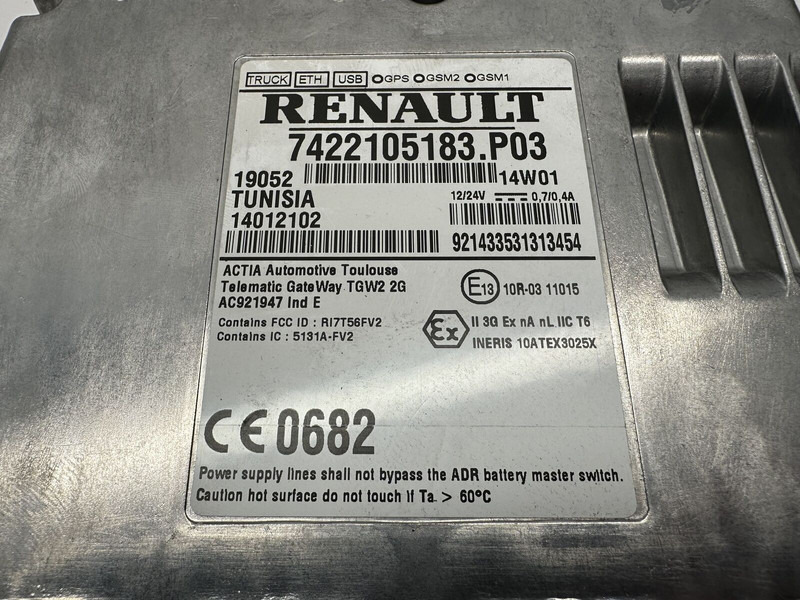 TRUCK ETH USB GPS GSM2 GSM1
RENAULT
7422105183.P03
19052 14W01
TUNISIA 12/24V 0,7/0,4A
14012102
921433531313454
ACTIA Automotive Toulouse
Telematic GateWay TGW2 2G
AC921947 Ind E
E13 10R-03 11015
Contains FCC ID : RI7T56FV2
Contains IC : 5131A-FV2
Ex II 3G Ex nA nL IIC T6
INERIS 10ATEX3025X
CE 0682
Power supply lines shall not bypass the ADR battery master switch.
Caution hot surface do not touch if Ta. > 60°C